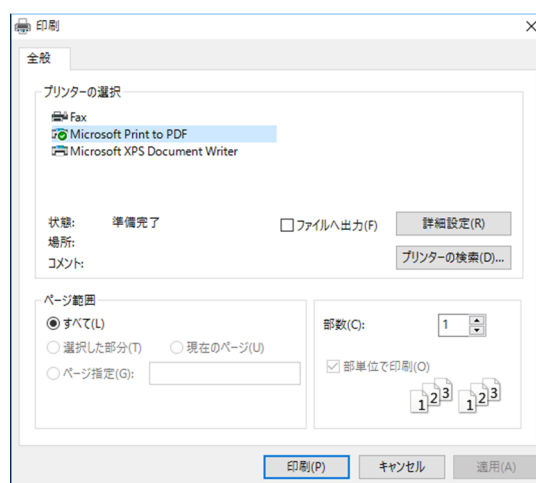 印刷
全般
プリンターの選択
Fax
Microsoft Print to PDF
Microsoft XPS Document Writer
状態: 準備完了
ファイルへ出力(F)
詳細設定(R)
場所:
コメント:
プリンターの検索(D)...
ページ範囲
すべて(L)
選択した部分(T)
現在のページ(U)
ページ指定(G):
部数(C): 1
部単位で印刷(O)
1 2 3 1 2 3
印刷(P)
キャンセル
適用(A)